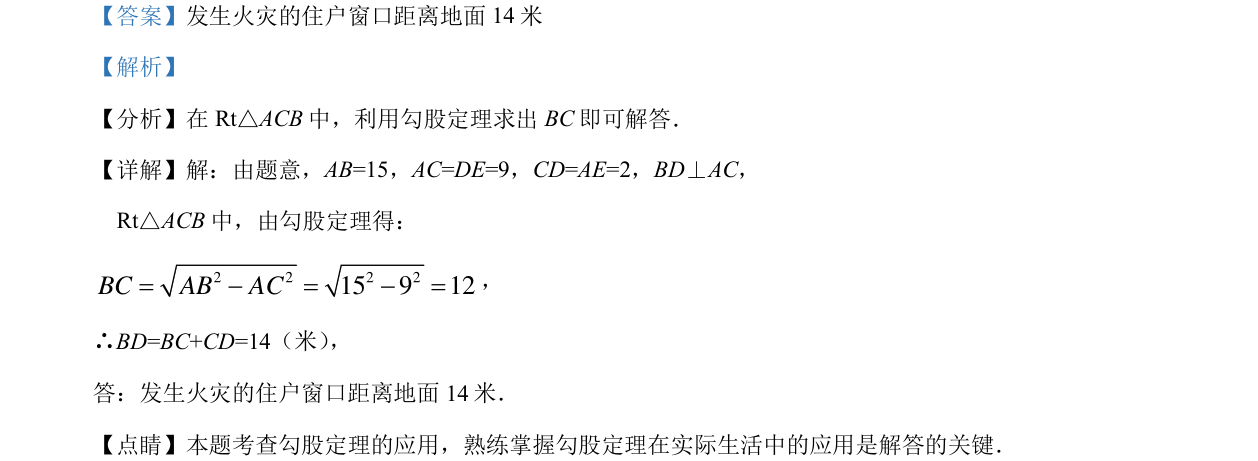 【答案】发生火灾的住户窗口距离地面 14 米
【解析】
【分析】在 Rt△ACB 中，利用勾股定理求出 BC 即可解答．
【详解】解：由题意，AB=15，AC=DE=9，CD=AE=2，BD⊥AC，
Rt△ACB 中，由勾股定理得：
BC = √(AB² − AC²) = √(15² − 9²) = 12，
∴BD=BC+CD=14（米），
答：发生火灾的住户窗口距离地面 14 米．
【点睛】本题考查勾股定理的应用，熟练掌握勾股定理在实际生活中的应用是解答的关键．